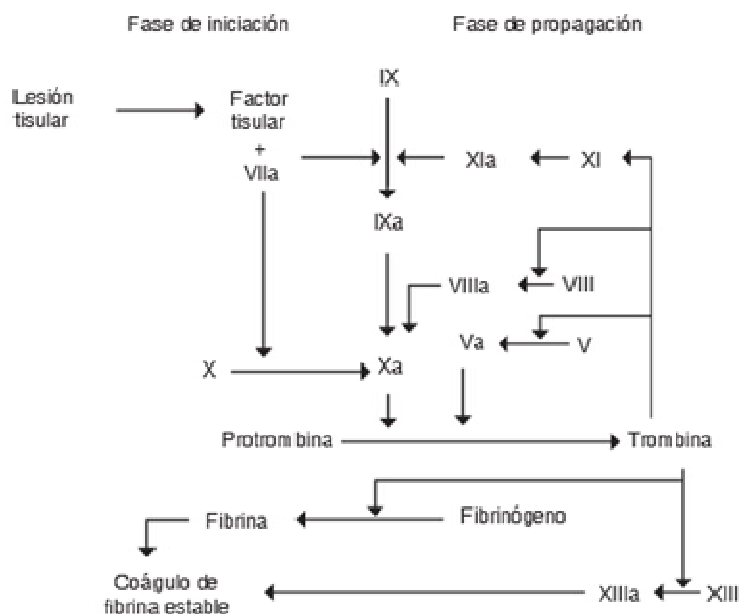 Fase de iniciación Fase de propagación
IX
Lesión Factor
tisular tisular
+
VIIa XIa XI
IXa
VIIIa VIII
Va V
X Xa
Protrombina Trombina
Fibrina Fibrinógeno
Coágulo de
fibrina estable XIIIa XIII